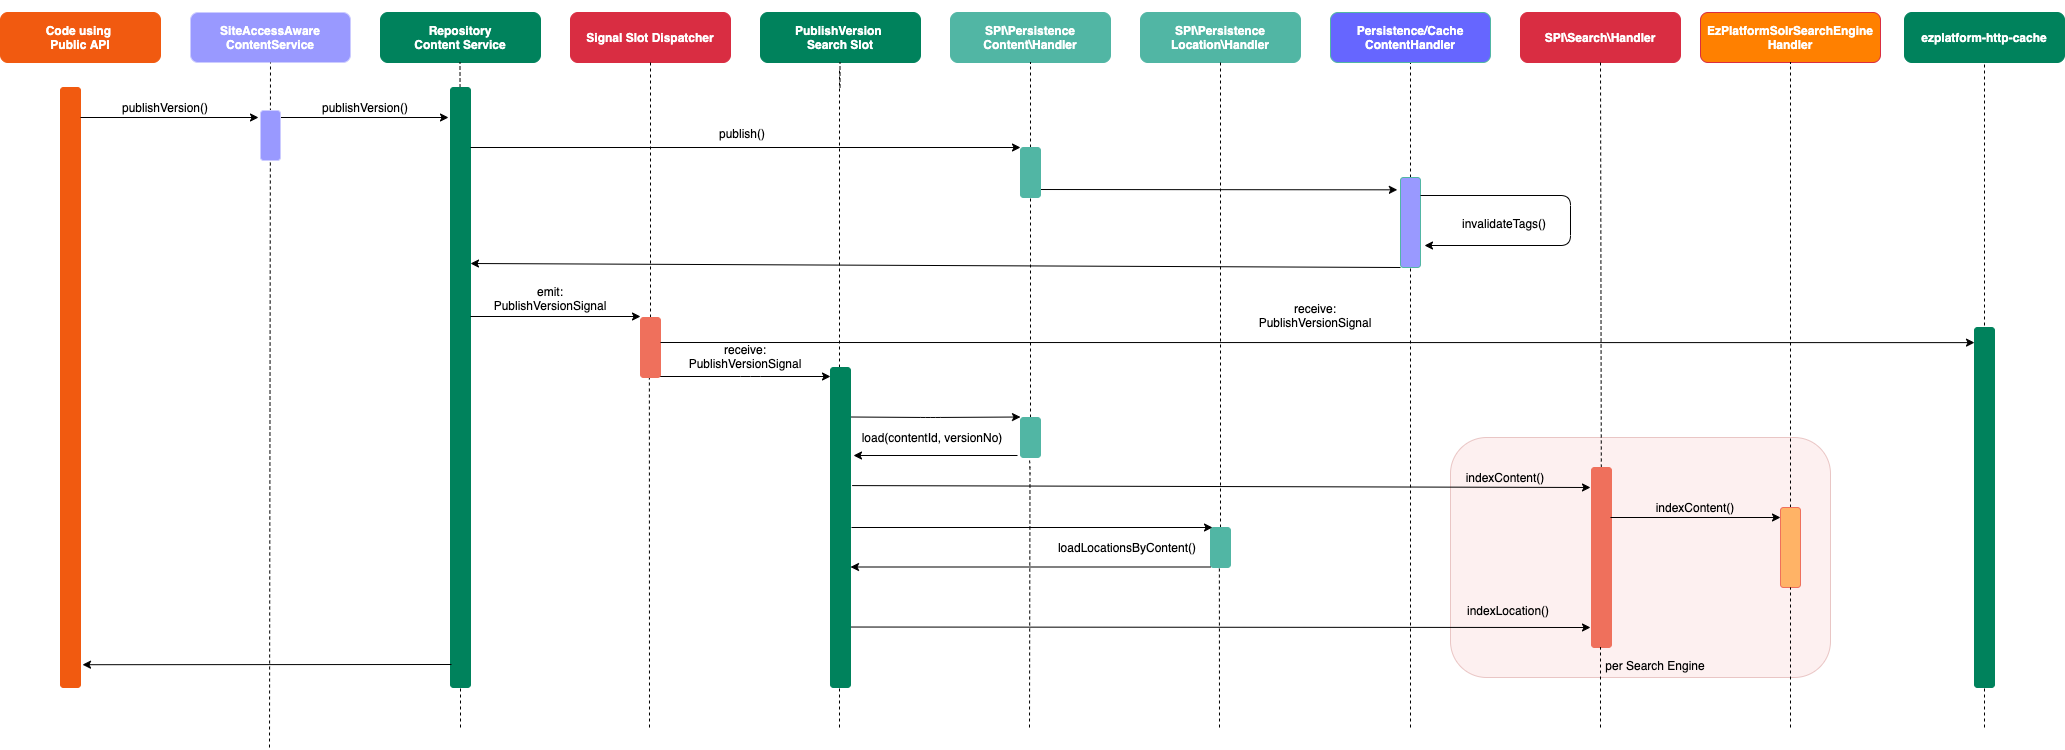 Code using
Public API
SiteAccessAware
ContentService
Repository
Content Service
Signal Slot Dispatcher
PublishVersion
Search Slot
SPI\Persistence
Content\Handler
SPI\Persistence
Location\Handler
Persistence/Cache
ContentHandler
SPI\Search\Handler
EzPlatformSolrSearchEngine
Handler
ezplatform-http-cache
publishVersion()
publishVersion()
publish()
invalidateTags()
emit:
PublishVersionSignal
receive:
PublishVersionSignal
receive:
PublishVersionSignal
load(contentId, versionNo)
indexContent()
indexContent()
loadLocationsByContent()
indexLocation()
per Search Engine